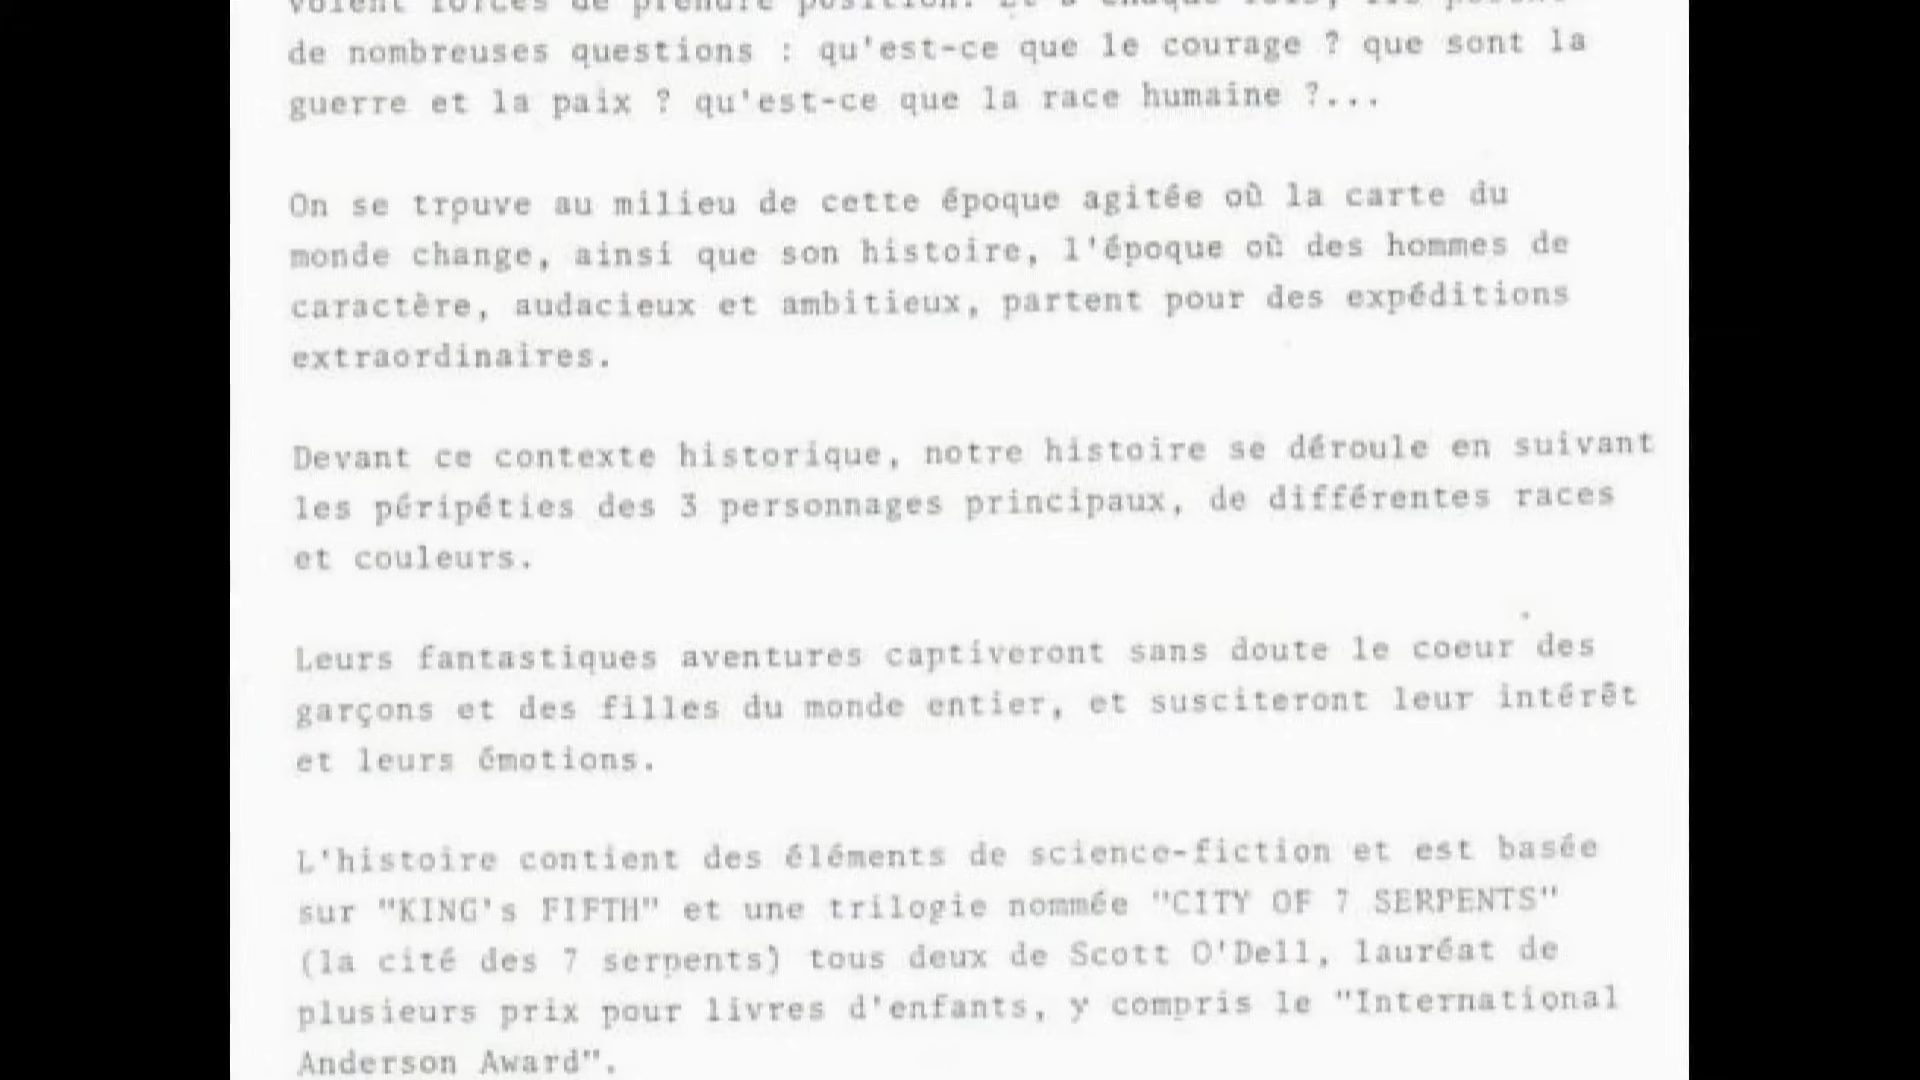 de nombreuses questions : qu'est-ce que le courage ? que sont la
guerre et la paix ? qu'est-ce que la race humaine ?...
On se trouve au milieu de cette époque agitée où la carte du
monde change, ainsi que son histoire, l'époque où des hommes de
caractère, audacieux et ambitieux, partent pour des expéditions
extraordinaires.
Devant ce contexte historique, notre histoire se déroule en suivant
les péripéties des 3 personnages principaux, de différentes races
et couleurs.
Leurs fantastiques aventures captiveront sans doute le coeur des
garçons et des filles du monde entier, et susciteront leur intérêt
et leurs émotions.
L'histoire contient des éléments de science-fiction et est basée
sur "KING's FIFTH" et une trilogie nommée "CITY OF 7 SERPENTS"
(la cité des 7 serpents) tous deux de Scott O'Dell, lauréat de
plusieurs prix pour livres d'enfants, y compris le "International
Anderson Award".